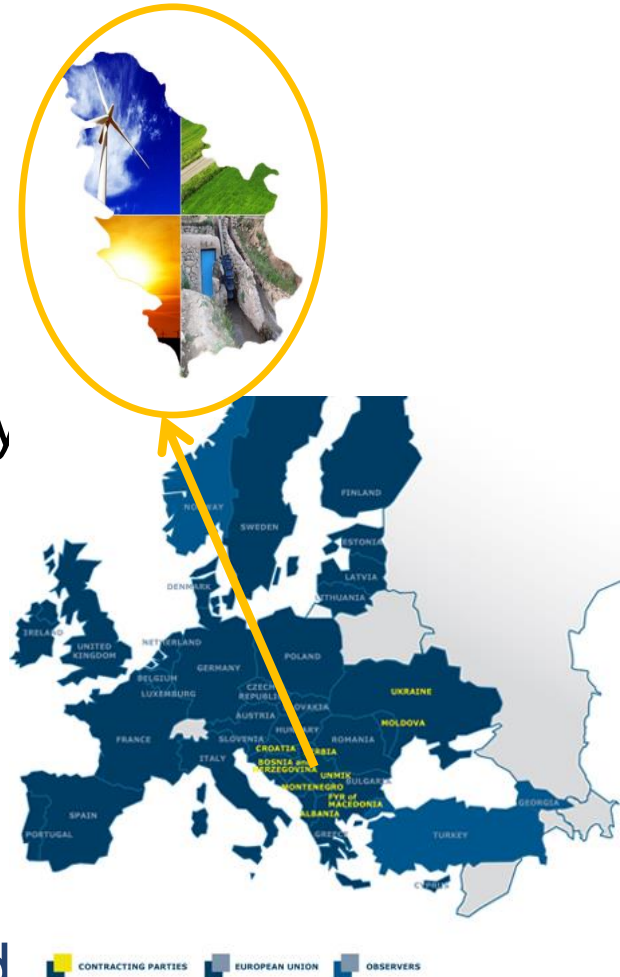 y
FINLAND
NORWAY
SWEDEN
ESTONIA
LATVIA
DENMARK
LITHUANIA
IRELAND
UNITED
KINGDOM
NETHERLAND
POLAND
GERMANY
BELGIUM
LUXEMBURG
CZECH
REPUBLIC
UKRAINE
SLOVAKIA
AUSTRIA
MOLDOVA
HUNGARY
FRANCE
SLOVENIA
ROMANIA
CROATIA
SERBIA
ITALY
BOSNIA and
HERZEGOVINA
UNMIK
BULGARIA
MONTENEGRO
FYR of
MACEDONIA
GEORGIA
SPAIN
ALBANIA
PORTUGAL
GREECE
TURKEY
CYPRUS
d
CONTRACTING PARTIES EUROPEAN UNION OBSERVERS